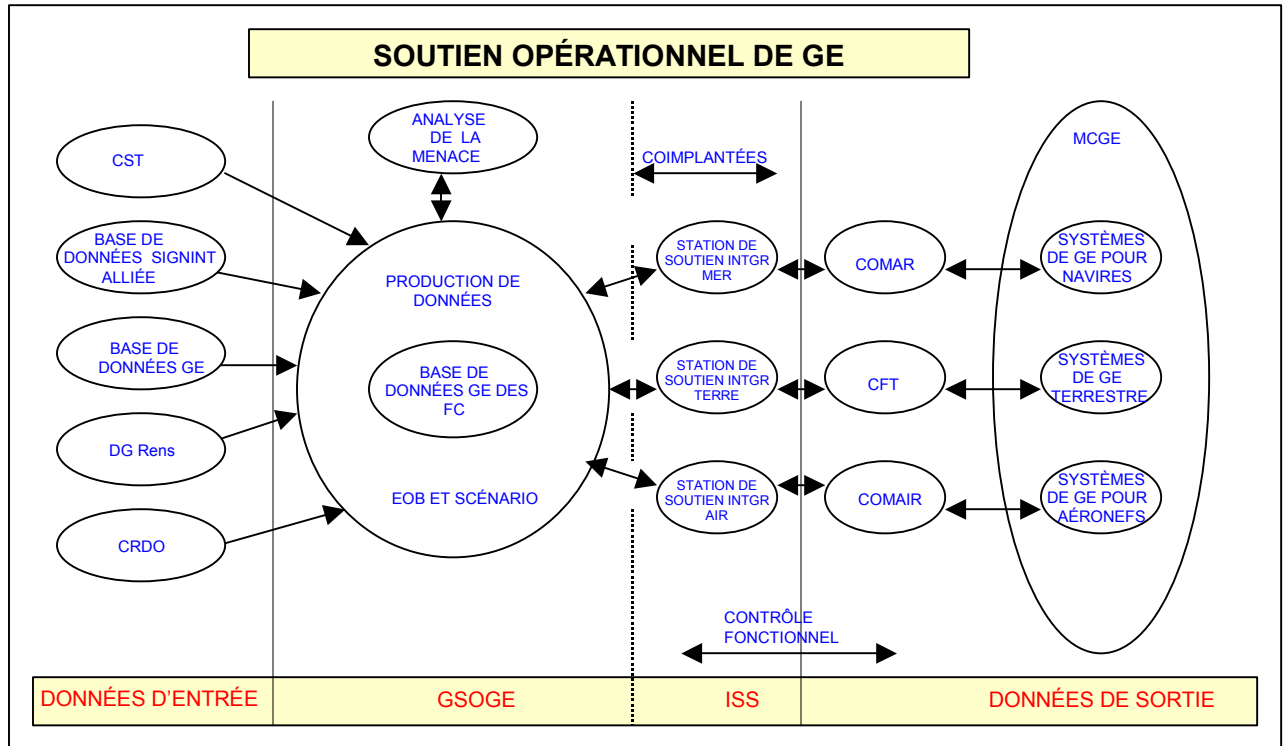 SOUTIEN OPÉRATIONNEL DE GE
CST
BASE DE
DONNÉES SIGNINT
ALLIÉE
BASE DE
DONNÉES GE
DG Rens
CRDO
ANALYSE
DE LA
MENACE
PRODUCTION DE
DONNÉES
BASE DE
DONNÉES GE DES
FC
EOB ET SCÉNARIO
COIMPLANTÉES
STATION DE
SOUTIEN INTGR
MER
STATION DE
SOUTIEN INTGR
TERRE
STATION DE
SOUTIEN INTGR
AIR
COMAR
CFT
COMAIR
CONTRÔLE
FONCTIONNEL
MCGE
SYSTÈMES
DE GE POUR
NAVIRES
SYSTÈMES
DE GE
TERRESTRE
SYSTÈMES
DE GE POUR
AÉRONEFS
DONNÉES D'ENTRÉE
GSOGE
ISS
DONNÉES DE SORTIE